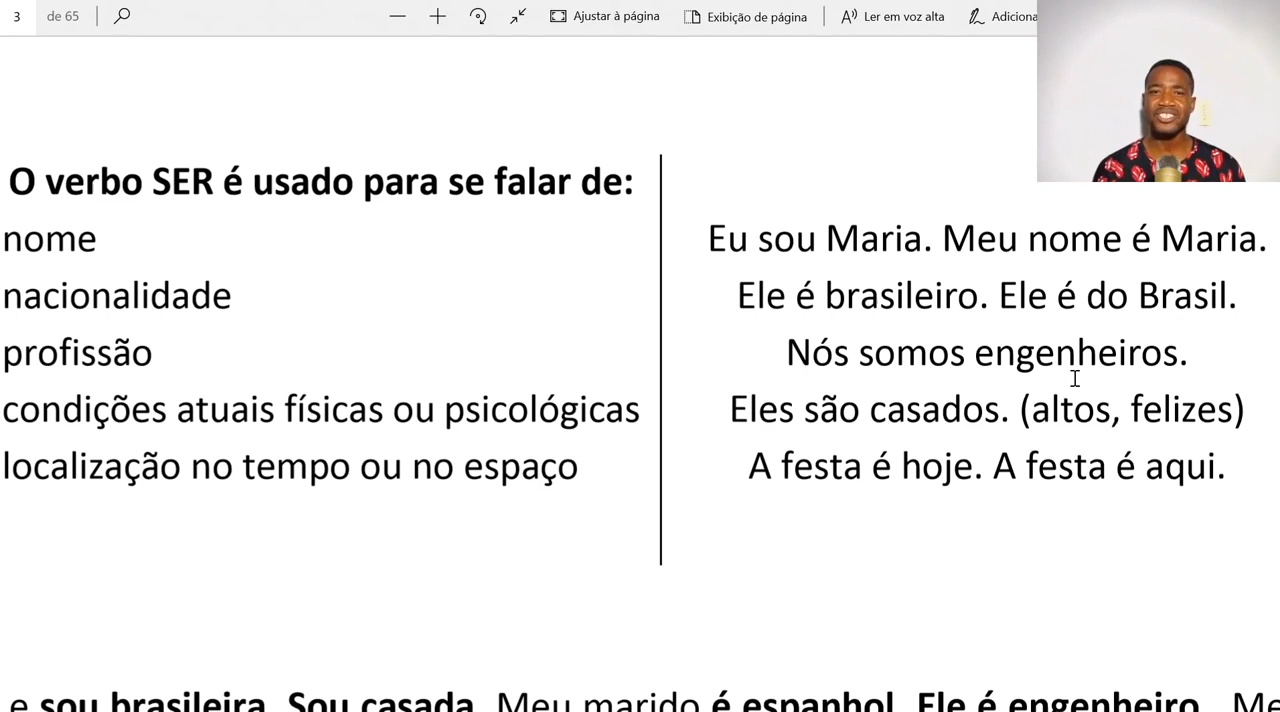 3 de 65 Ajustar à página Exibição de página Ler em voz alta Adiciona
O verbo SER é usado para se falar de:
nome
nacionalidade
profissão
condições atuais físicas ou psicológicas
localização no tempo ou no espaço
Eu sou Maria. Meu nome é Maria.
Ele é brasileiro. Ele é do Brasil.
Nós somos engenheiros.
Eles são casados. (altos, felizes)
A festa é hoje. A festa é aqui.
e sou brasileira. Sou casada. Meu marido é espanhol. Ele é engenheiro. Me